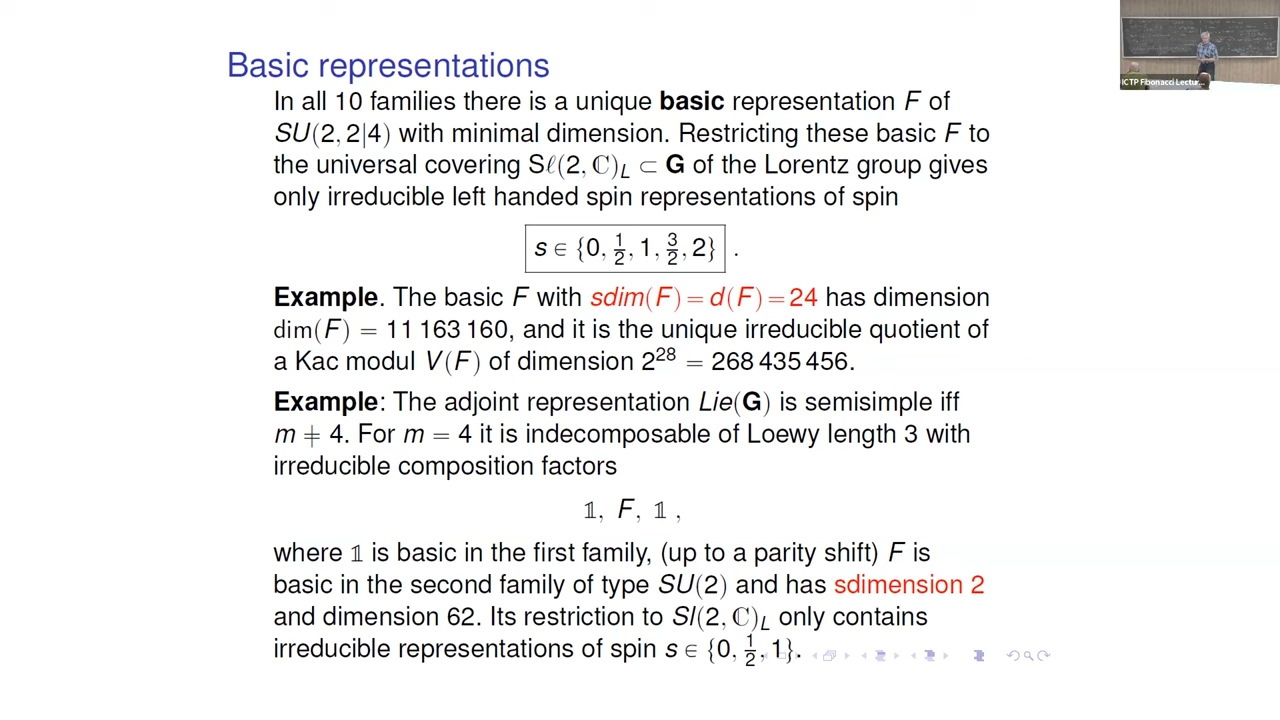 Basic representations
In all 10 families there is a unique basic representation F of
SU(2, 2|4) with minimal dimension. Restricting these basic F to
the universal covering Sℓ(2, ℂ)_L ⊂ G of the Lorentz group gives
only irreducible left handed spin representations of spin
s ∈ {0, 1/2, 1, 3/2, 2} .
Example. The basic F with sdim(F) = d(F) = 24 has dimension
dim(F) = 11 163 160, and it is the unique irreducible quotient of
a Kac modul V(F) of dimension 2^28 = 268 435 456.
Example: The adjoint representation Lie(G) is semisimple iff
m ≠ 4. For m = 4 it is indecomposable of Loewy length 3 with
irreducible composition factors
𝟙, F, 𝟙 ,
where 𝟙 is basic in the first family, (up to a parity shift) F is
basic in the second family of type SU(2) and has sdimension 2
and dimension 62. Its restriction to Sl(2, ℂ)_L only contains
irreducible representations of spin s ∈ {0, 1/2, 1}.
ICTP Fibonacci Lectur...